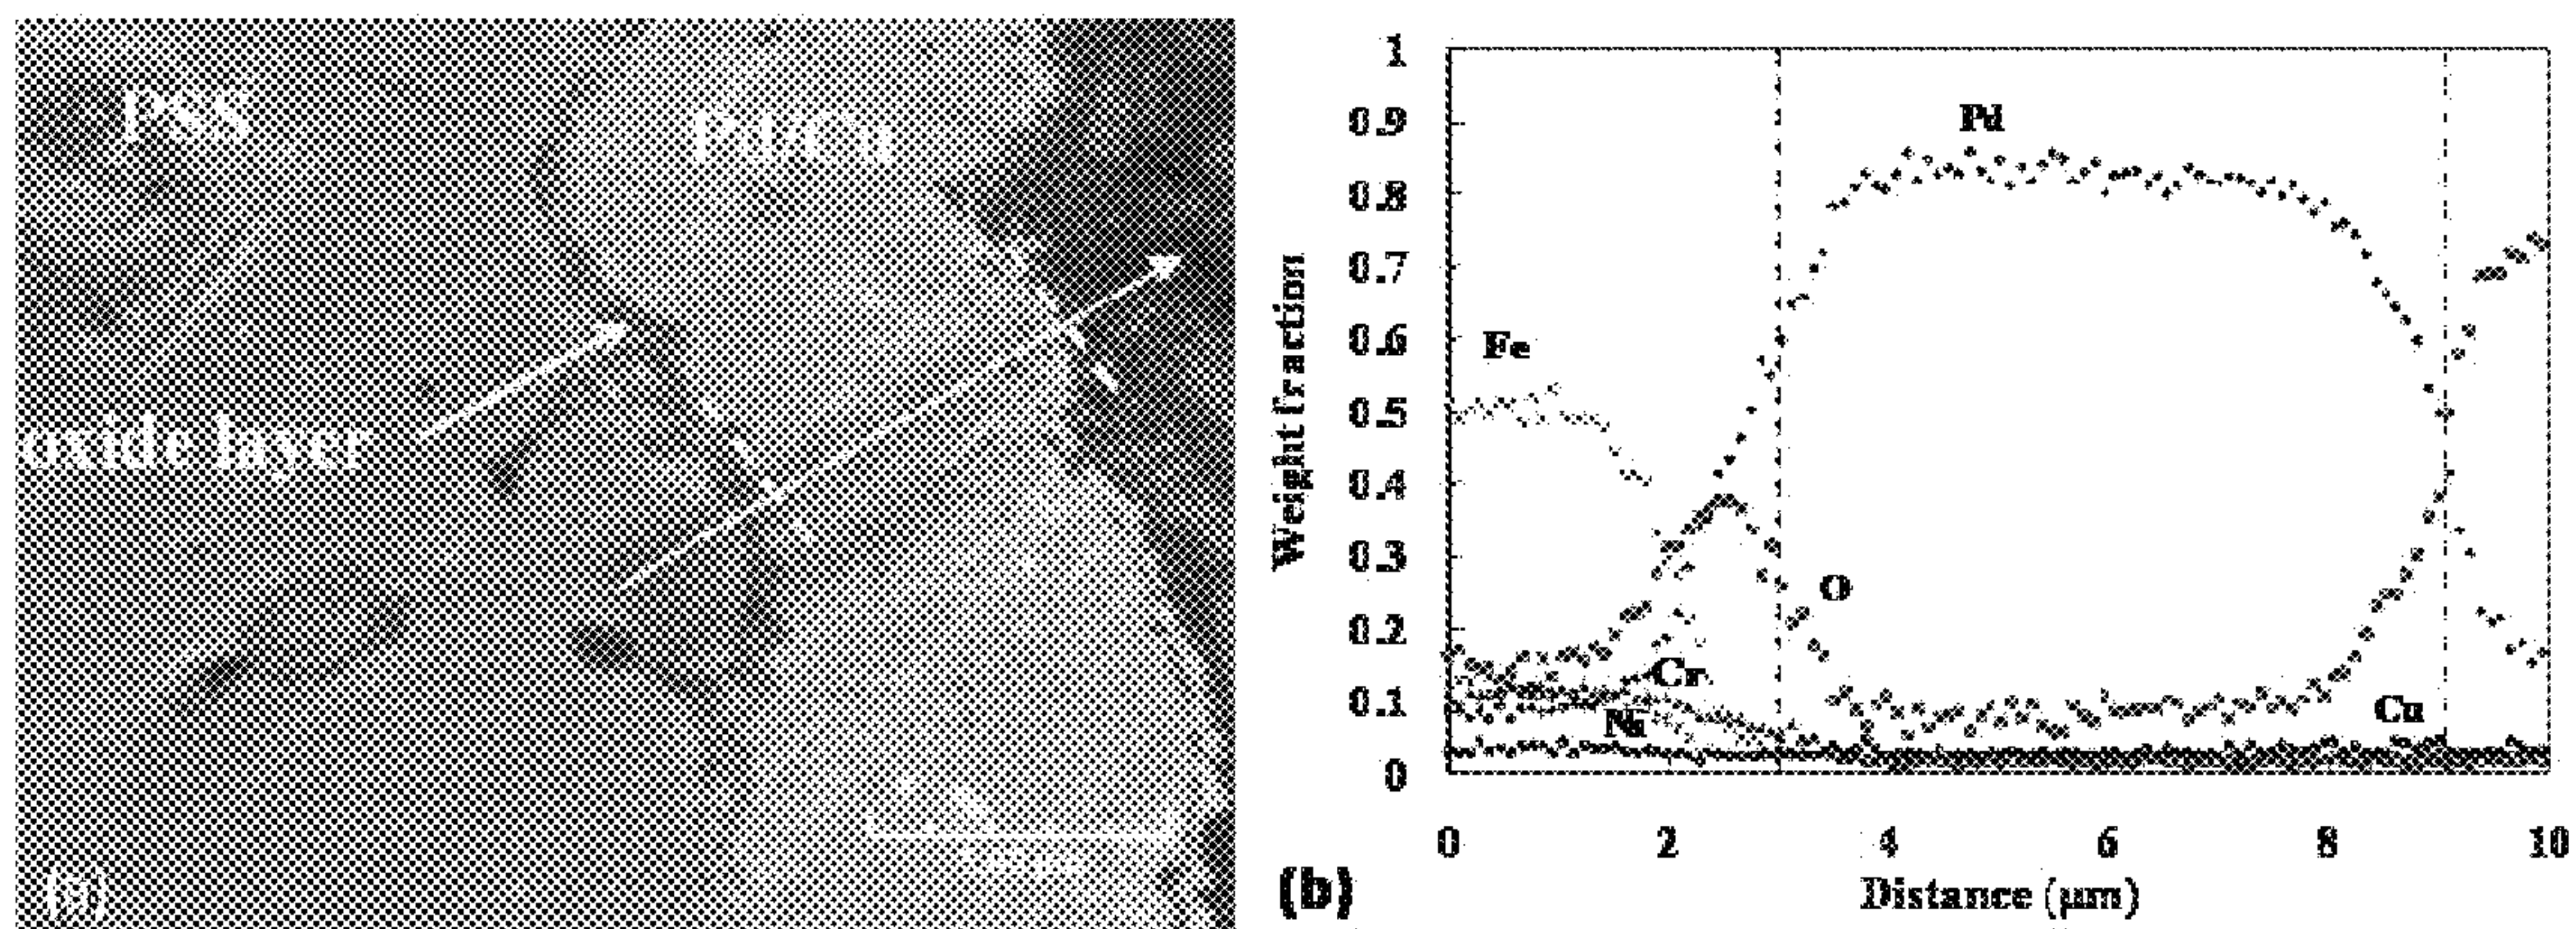 PSS
Pd/Cu
oxide layer
(a)
1
0.9
0.8
0.7
0.6
0.5
0.4
0.3
0.2
0.1
0
Weight fraction
Pd
Fe
O
Cr
Ni
Cu
0 2 4 6 8 10
Distance (μm)
(b)